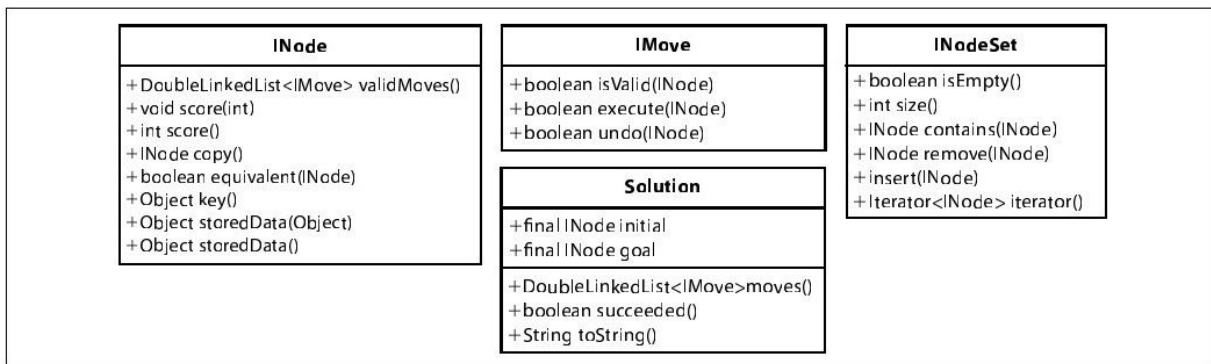 INode
+DoubleLinkedList<IMove> validMoves()
+void score(int)
+int score()
+INode copy()
+boolean equivalent(INode)
+Object key()
+Object storedData(Object)
+Object storedData()
IMove
+boolean isValid(INode)
+boolean execute(INode)
+boolean undo(INode)
Solution
+final INode initial
+final INode goal
+DoubleLinkedList<IMove>moves()
+boolean succeeded()
+String toString()
INodeSet
+boolean isEmpty()
+int size()
+INode contains(INode)
+INode remove(INode)
+insert(INode)
+Iterator<INode> iterator()